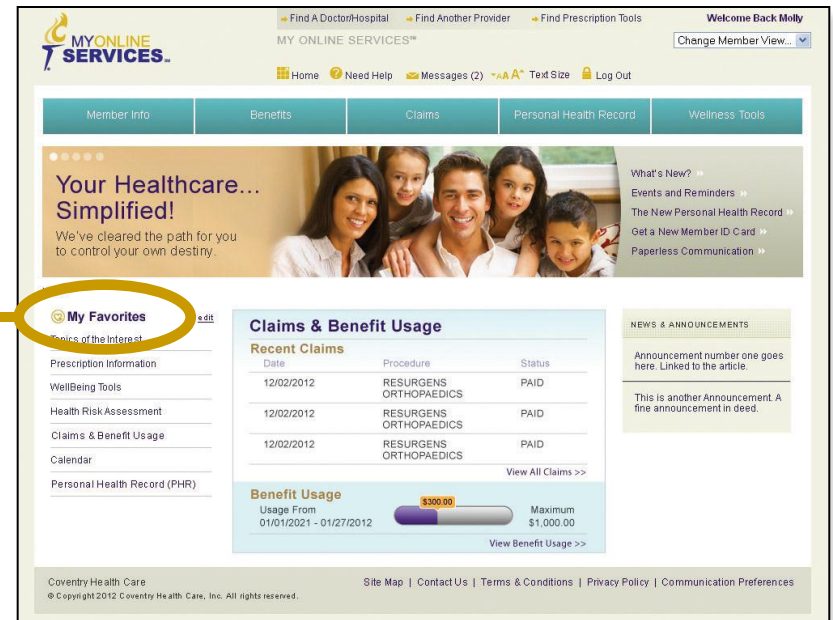 Find A Doctor/Hospital Find Another Provider Find Prescription Tools Welcome Back Molly
MYONLINE
SERVICES™
MY ONLINE SERVICES℠
Change Member View...
Home Need Help Messages (2) AA A^ Text Size Log Out
Member Info Benefits Claims Personal Health Record Wellness Tools
Your Healthcare...
Simplified!
We've cleared the path for you
to control your own destiny.
What's New? »
Events and Reminders »
The New Personal Health Record »
Get a New Member ID Card »
Paperless Communication »
My Favorites edit
Topics of the Interest
Prescription Information
WellBeing Tools
Health Risk Assessment
Claims & Benefit Usage
Calendar
Personal Health Record (PHR)
Claims & Benefit Usage
Recent Claims
Date Procedure Status
12/02/2012 RESURGENS PAID
ORTHOPAEDICS
12/02/2012 RESURGENS PAID
ORTHOPAEDICS
12/02/2012 RESURGENS PAID
ORTHOPAEDICS
View All Claims >>
Benefit Usage
$300.00
Usage From Maximum
01/01/2021 - 01/27/2012 $1,000.00
View Benefit Usage >>
NEWS & ANNOUNCEMENTS
Announcement number one goes
here. Linked to the article.
This is another Announcement. A
fine announcement in deed.
Coventry Health Care Site Map | Contact Us | Terms & Conditions | Privacy Policy | Communication Preferences
© Copyright 2012 Coventry Health Care, Inc. All rights reserved.